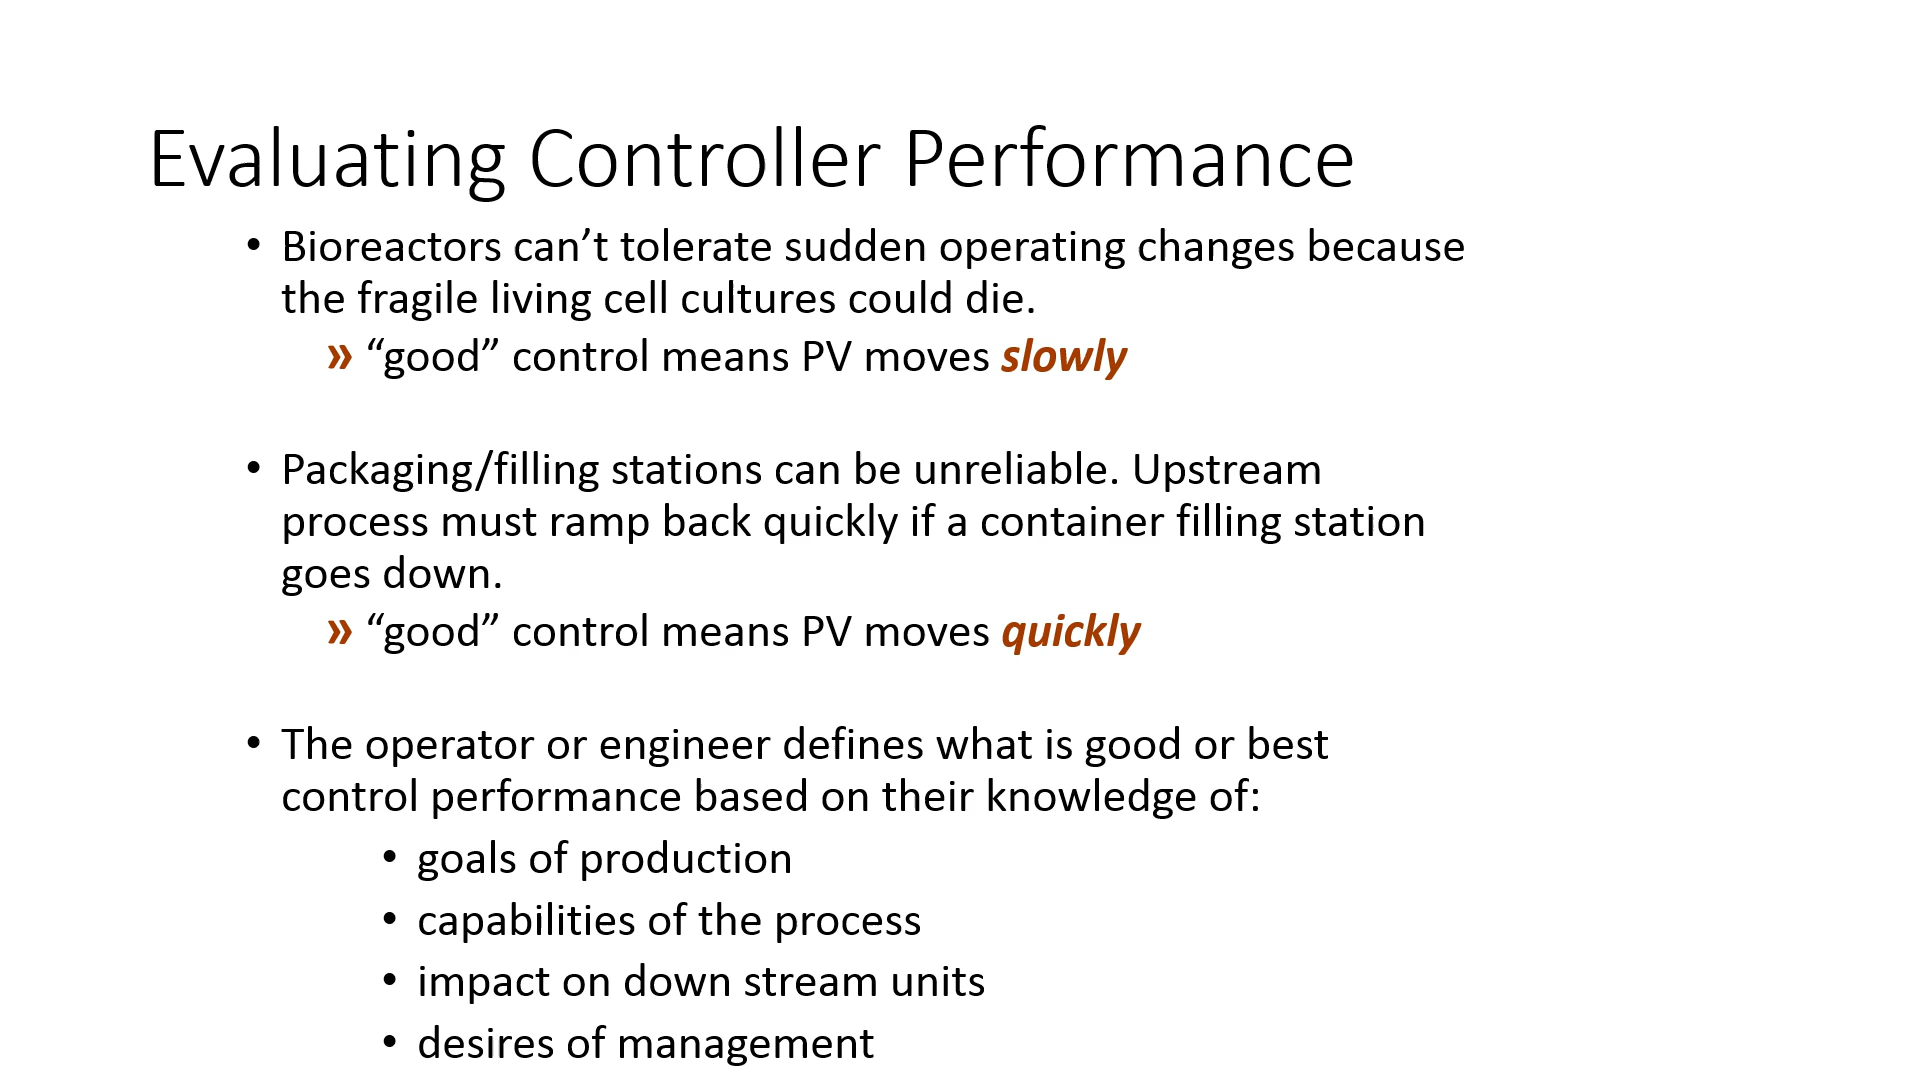 Evaluating Controller Performance
• Bioreactors can’t tolerate sudden operating changes because
the fragile living cell cultures could die.
» “good” control means PV moves slowly
• Packaging/filling stations can be unreliable. Upstream
process must ramp back quickly if a container filling station
goes down.
» “good” control means PV moves quickly
• The operator or engineer defines what is good or best
control performance based on their knowledge of:
• goals of production
• capabilities of the process
• impact on down stream units
• desires of management